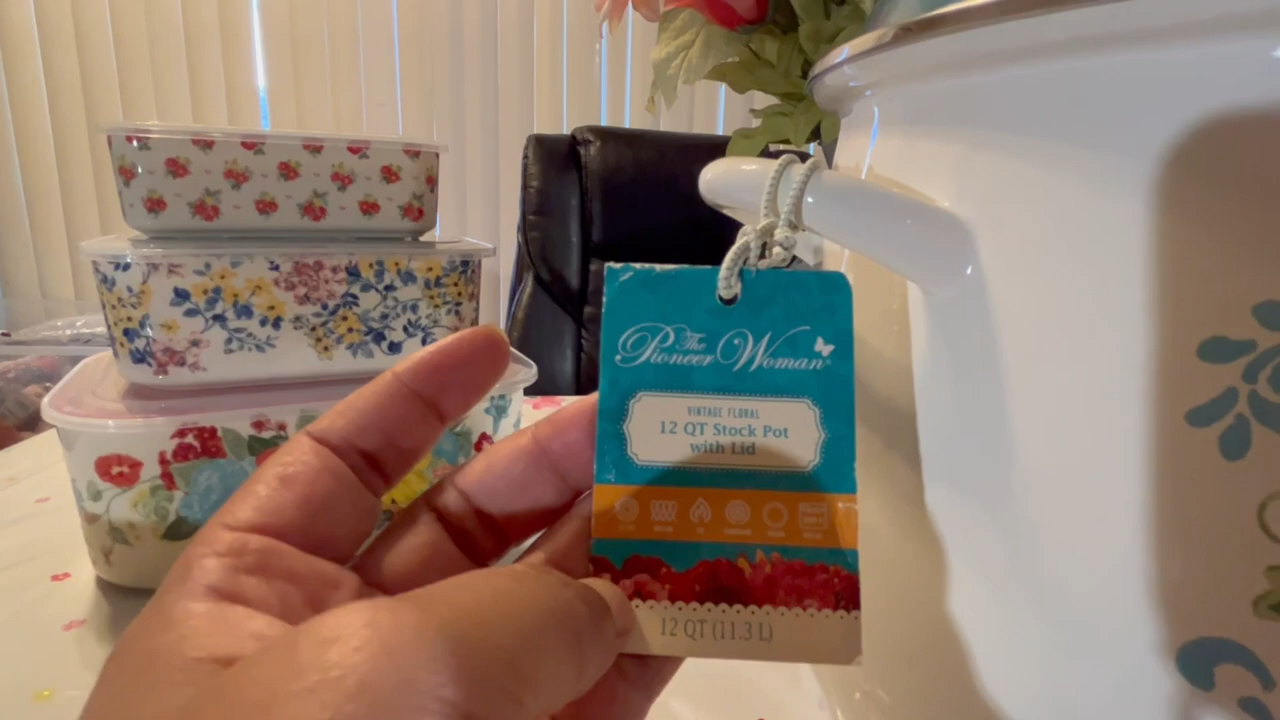 The
Pioneer Woman
VINTAGE FLORAL
12 QT Stock Pot
with Lid
12 QT (11.3 L)